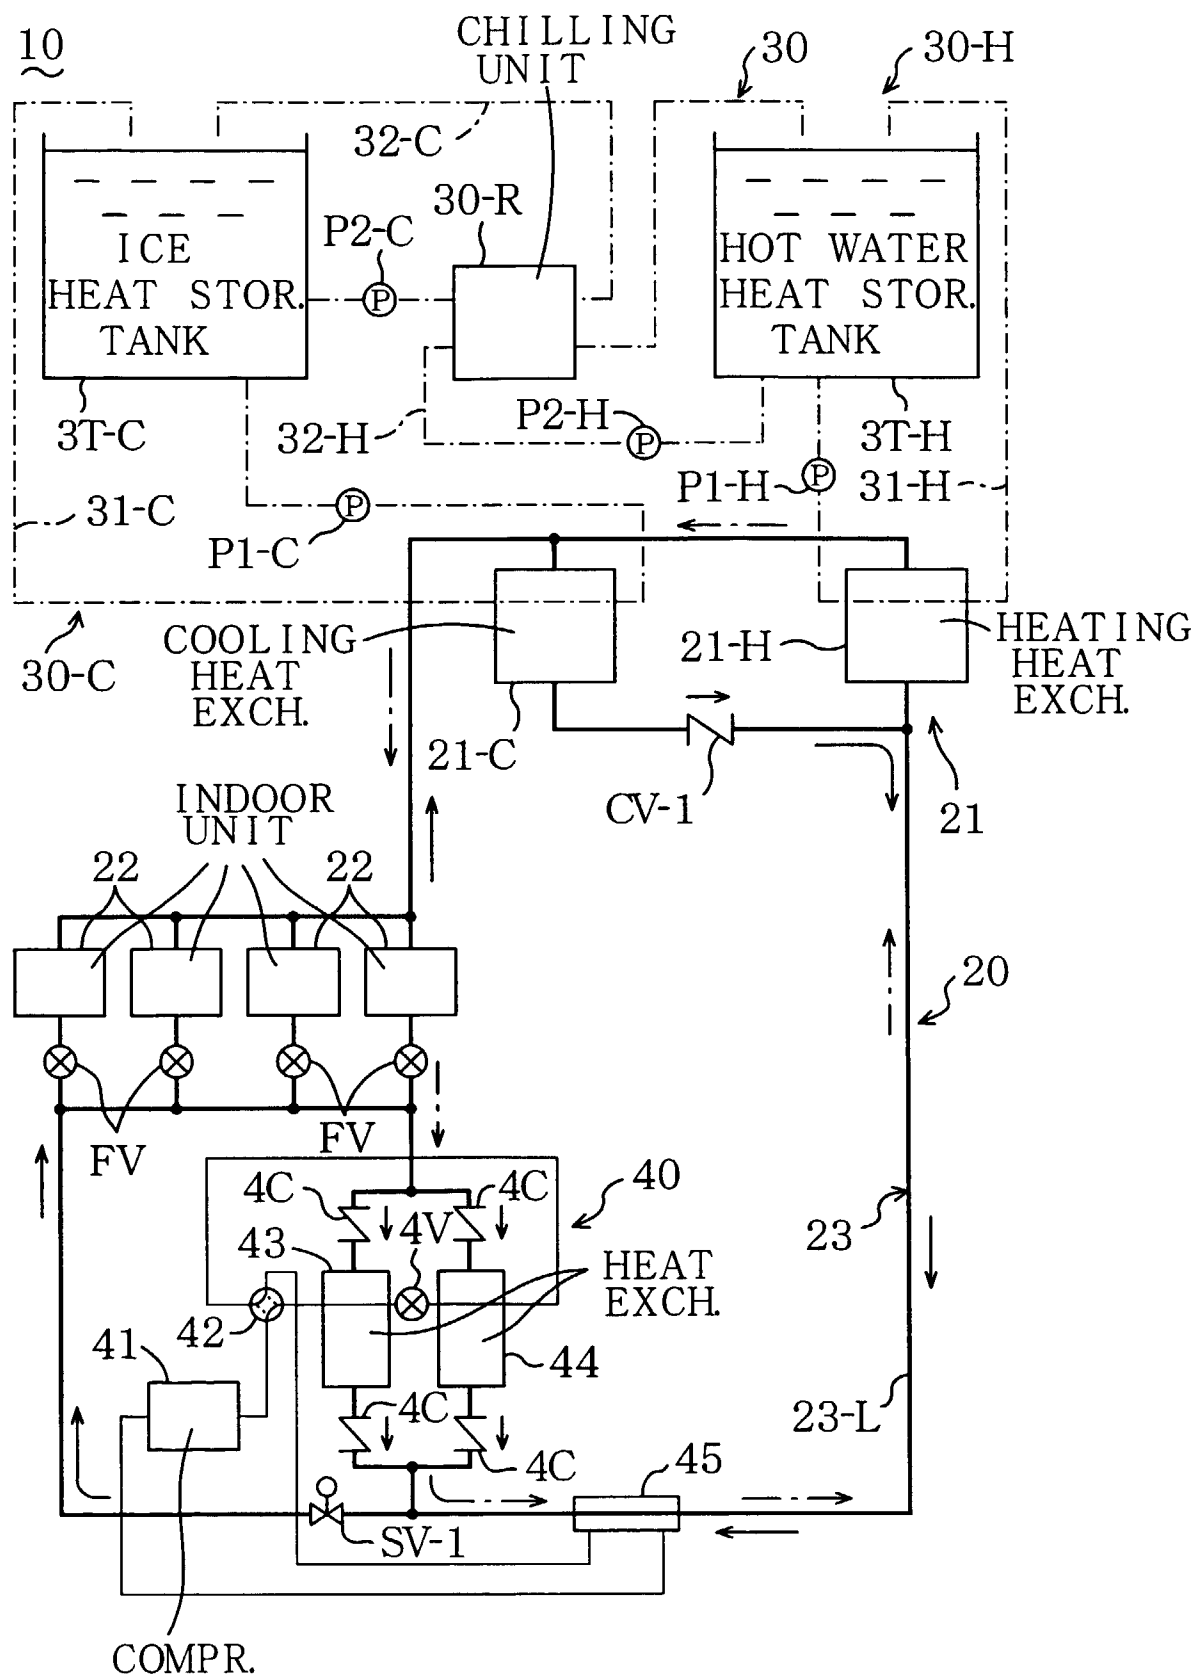 10
CHILLING
UNIT
30
30-H
32-C
30-R
P2-C
ICE
HEAT STOR.
TANK
HOT WATER
HEAT STOR.
TANK
3T-C
32-H
P2-H
3T-H
P1-H
31-H
31-C
P1-C
P
P
P
P
30-C
COOLING
HEAT
EXCH.
21-C
21-H
HEATING
HEAT
EXCH.
CV-1
21
INDOOR
UNIT
22
22
20
FV
FV
4C
4C
4V
40
43
HEAT
EXCH.
42
44
41
4C
4C
23
23-L
45
SV-1
COMPR.